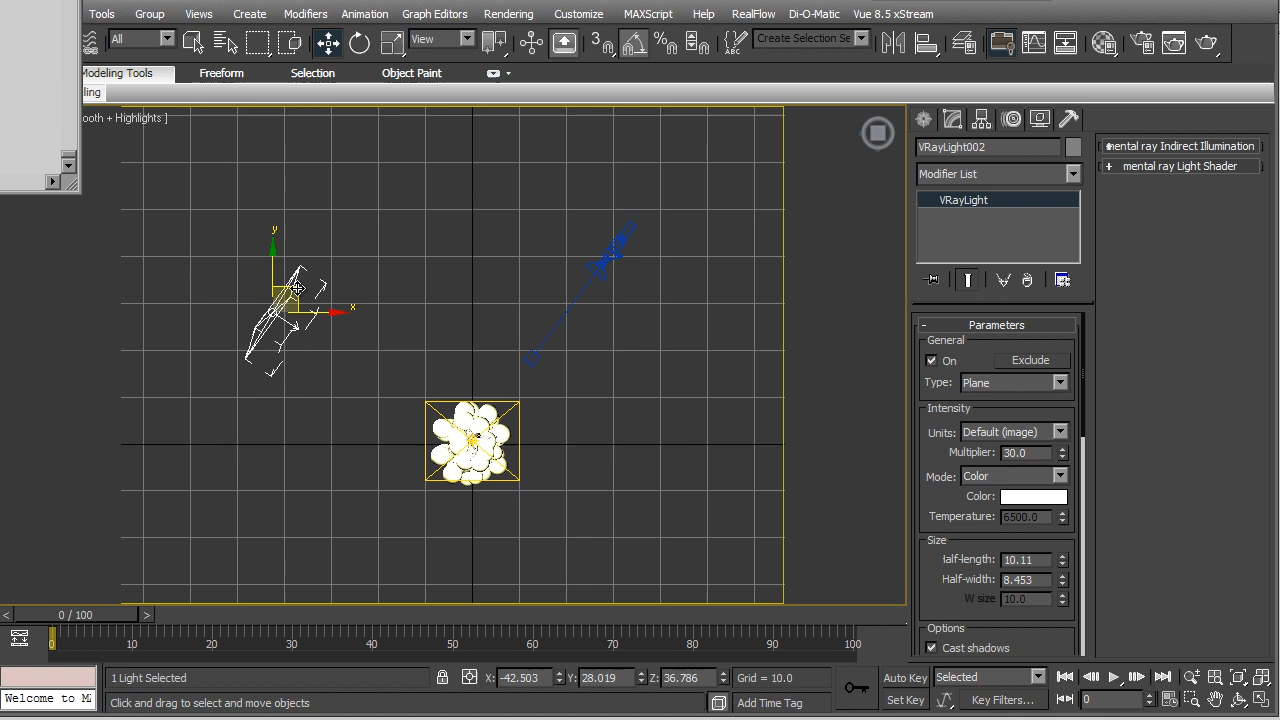 Tools Group Views Create Modifiers Animation Graph Editors Rendering Customize MAXScript Help RealFlow Di-O-Matic Vue 8.5 xStream
All View 3 Create Selection Se
Modeling Tools Freeform Selection Object Paint
ling
ooth + Highlights ]
VRayLight002
mental ray Indirect Illumination
Modifier List
+ mental ray Light Shader
VRayLight
y
x
- Parameters
General
On Exclude
Type: Plane
Intensity
Units: Default (image)
Multiplier: 30.0
Mode: Color
Color:
Temperature: 6500.0
Size
Half-length: 10.11
Half-width: 8.453
W size 10.0
Options
Cast shadows
< 0 / 100 >
0 10 20 30 40 50 60 70 80 90 100
1 Light Selected X: -42.503 Y: 28.019 Z: 36.786 Grid = 10.0 Auto Key Selected
Welcome to MA Click and drag to select and move objects Add Time Tag Set Key Key Filters... 0